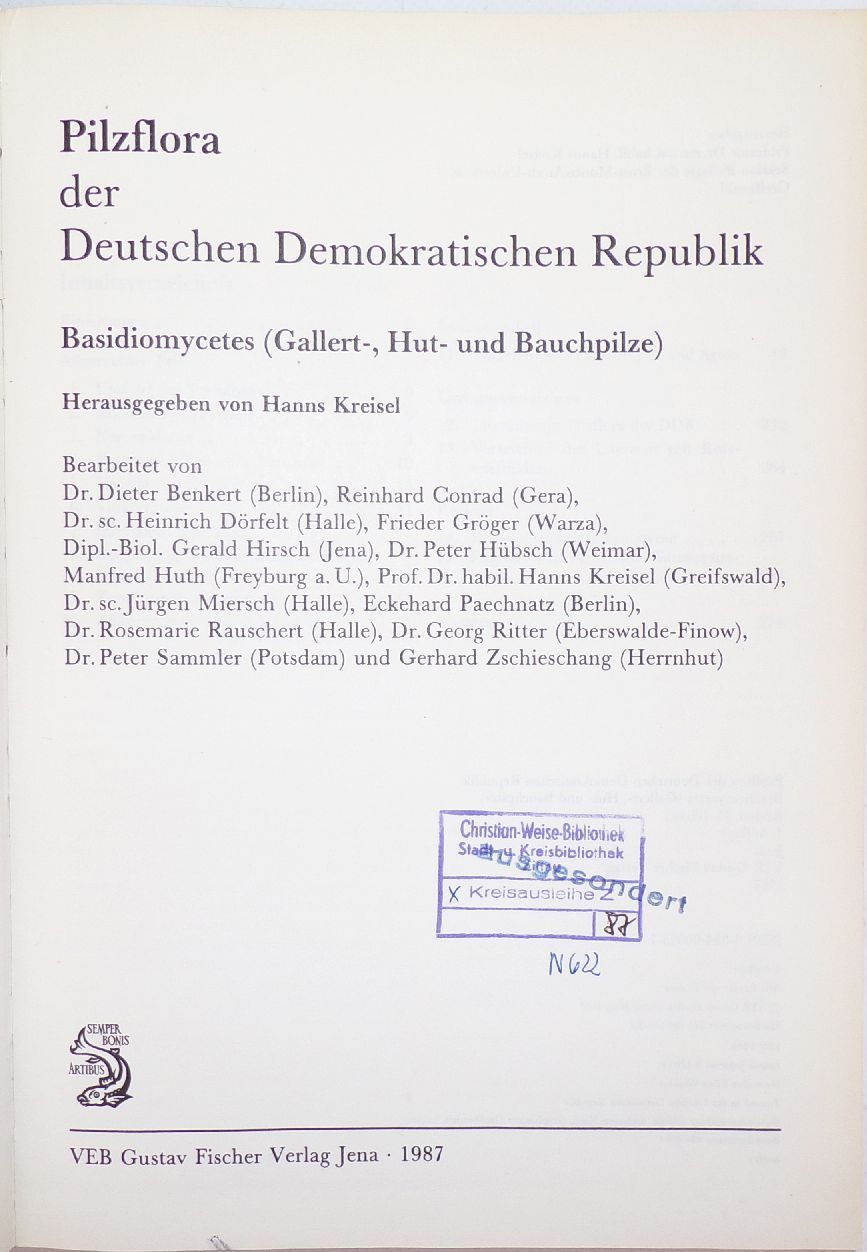 Pilzflora
der
Deutschen Demokratischen Republik
Basidiomycetes (Gallert-, Hut- und Bauchpilze)
Herausgegeben von Hanns Kreisel
Bearbeitet von
Dr. Dieter Benkert (Berlin), Reinhard Conrad (Gera),
Dr. sc. Heinrich Dörfelt (Halle), Frieder Gröger (Warza),
Dipl.-Biol. Gerald Hirsch (Jena), Dr. Peter Hübsch (Weimar),
Manfred Huth (Freyburg a. U.), Prof. Dr. habil. Hanns Kreisel (Greifswald),
Dr. sc. Jürgen Miersch (Halle), Eckehard Paechnatz (Berlin),
Dr. Rosemarie Rauschert (Halle), Dr. Georg Ritter (Eberswalde-Finow),
Dr. Peter Sammler (Potsdam) und Gerhard Zschieschang (Herrnhut)
Christian-Weise-Bibliothek
Stadt- u. Kreisbibliothek
ausgesondert
X Kreisausleihe Z
87
N 622
SEMPER
BONIS
ARTIBUS
VEB Gustav Fischer Verlag Jena · 1987